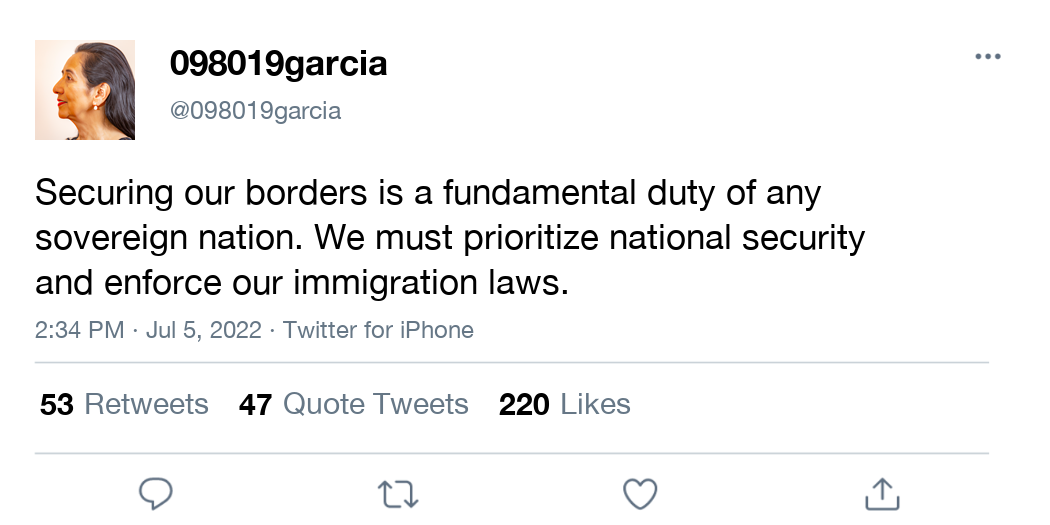 098019garcia
@098019garcia
Securing our borders is a fundamental duty of any
sovereign nation. We must prioritize national security
and enforce our immigration laws.
2:34 PM · Jul 5, 2022 · Twitter for iPhone
53 Retweets 47 Quote Tweets 220 Likes